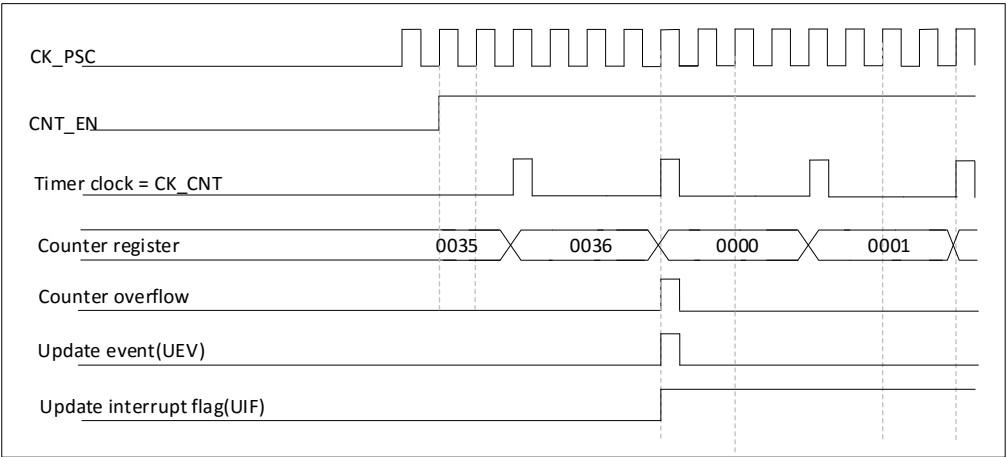 CK_PSC
CNT_EN
Timer clock = CK_CNT
Counter register 0035 0036 0000 0001
Counter overflow
Update event(UEV)
Update interrupt flag(UIF)